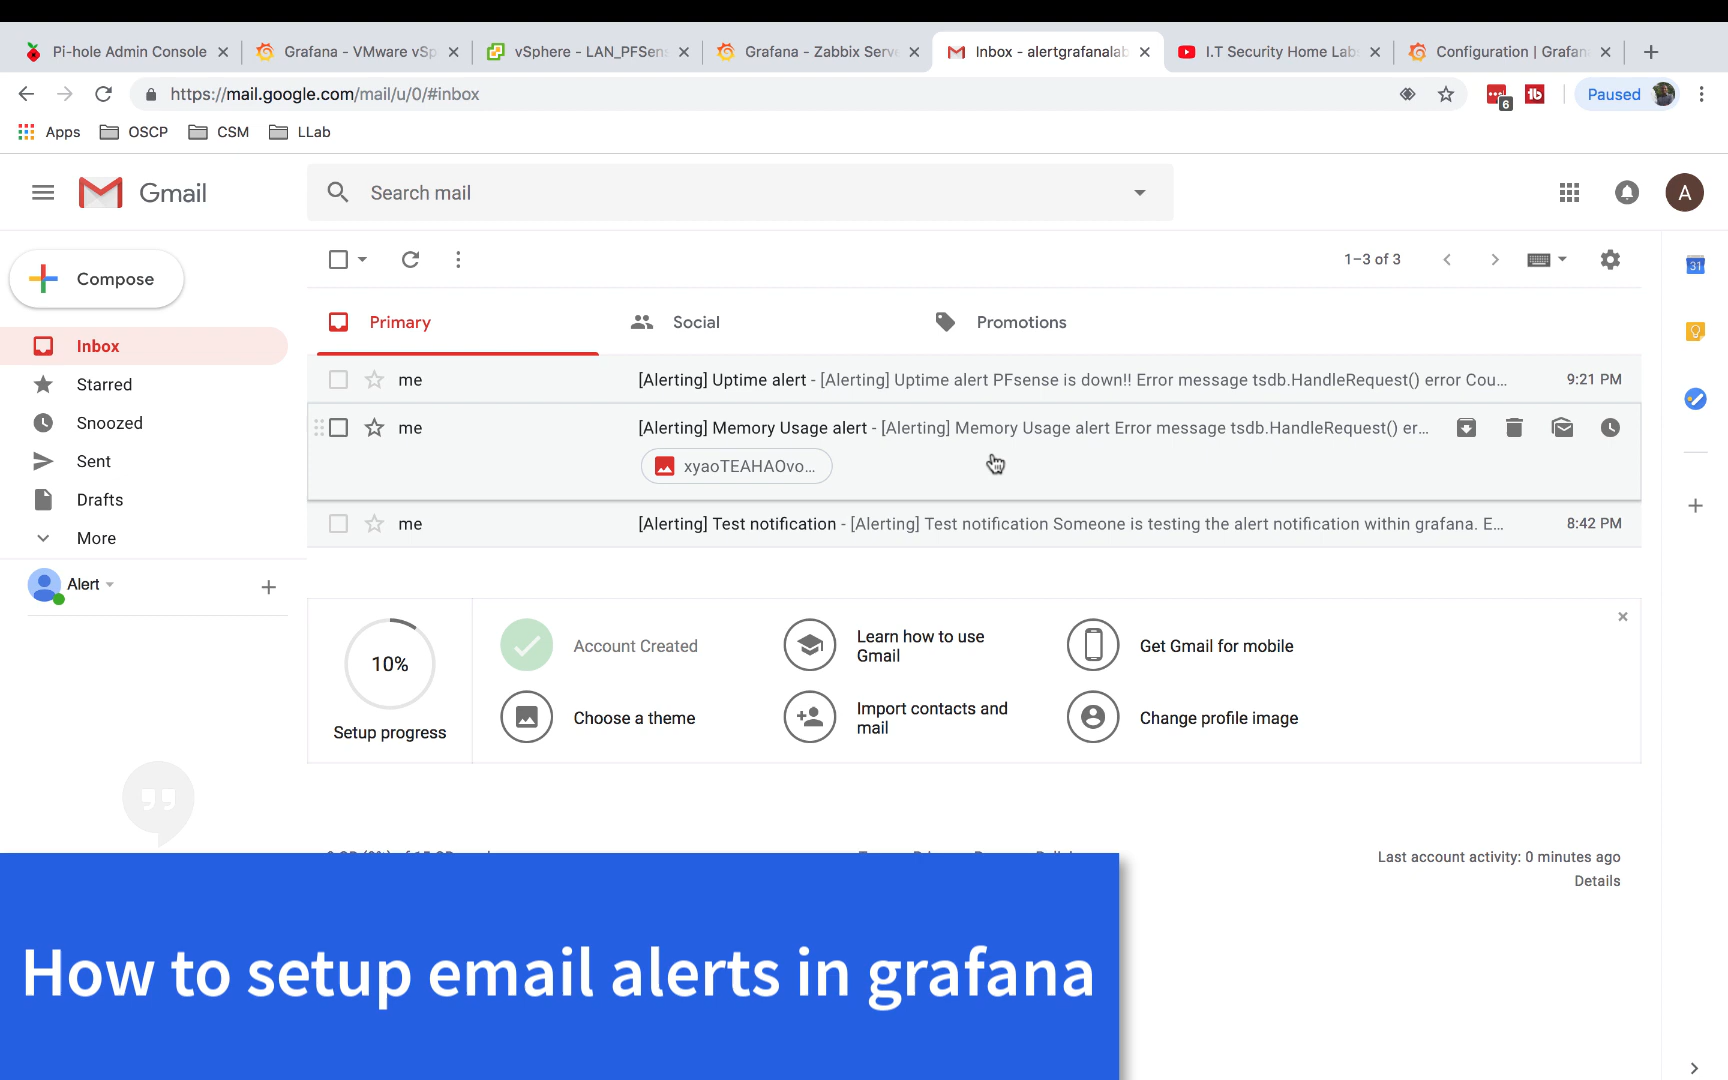 Pi-hole Admin Console
Grafana - VMware vSp
vSphere - LAN_PFSen
Grafana - Zabbix Serve
Inbox - alertgrafanalab
I.T Security Home Lab
Configuration | Grafan
https://mail.google.com/mail/u/0/#inbox
6
Paused
Apps
OSCP
CSM
LLab
Gmail
Search mail
A
Compose
1–3 of 3
31
Primary
Social
Promotions
Inbox
Starred
Snoozed
Sent
Drafts
More
Alert
me
[Alerting] Uptime alert - [Alerting] Uptime alert PFsense is down!! Error message tsdb.HandleRequest() error Cou...
9:21 PM
me
[Alerting] Memory Usage alert - [Alerting] Memory Usage alert Error message tsdb.HandleRequest() er...
xyaoTEAHAOvo...
me
[Alerting] Test notification - [Alerting] Test notification Someone is testing the alert notification within grafana. E...
8:42 PM
10%
Setup progress
Account Created
Learn how to use
Gmail
Get Gmail for mobile
Choose a theme
Import contacts and
mail
Change profile image
Last account activity: 0 minutes ago
Details
How to setup email alerts in grafana